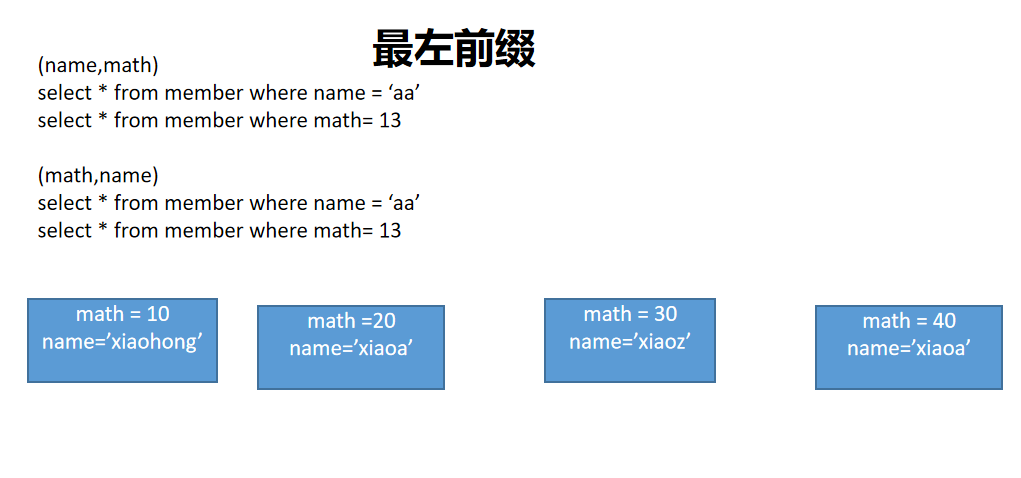 最左前缀
(name,math)
select * from member where name = ‘aa’
select * from member where math= 13
(math,name)
select * from member where name = ‘aa’
select * from member where math= 13
math = 10
name=’xiaohong’
math =20
name=’xiaoa’
math = 30
name=’xiaoz’
math = 40
name=’xiaoa’